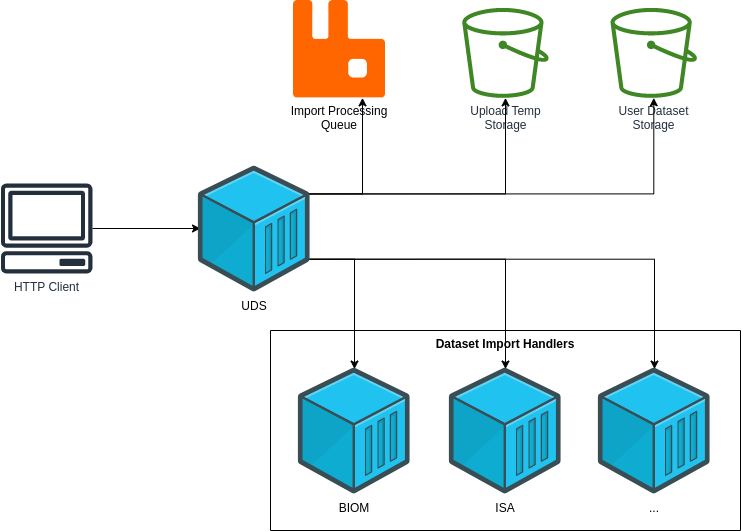 Import Processing
Queue
Upload Temp
Storage
User Dataset
Storage
HTTP Client
UDS
Dataset Import Handlers
BIOM
ISA
...